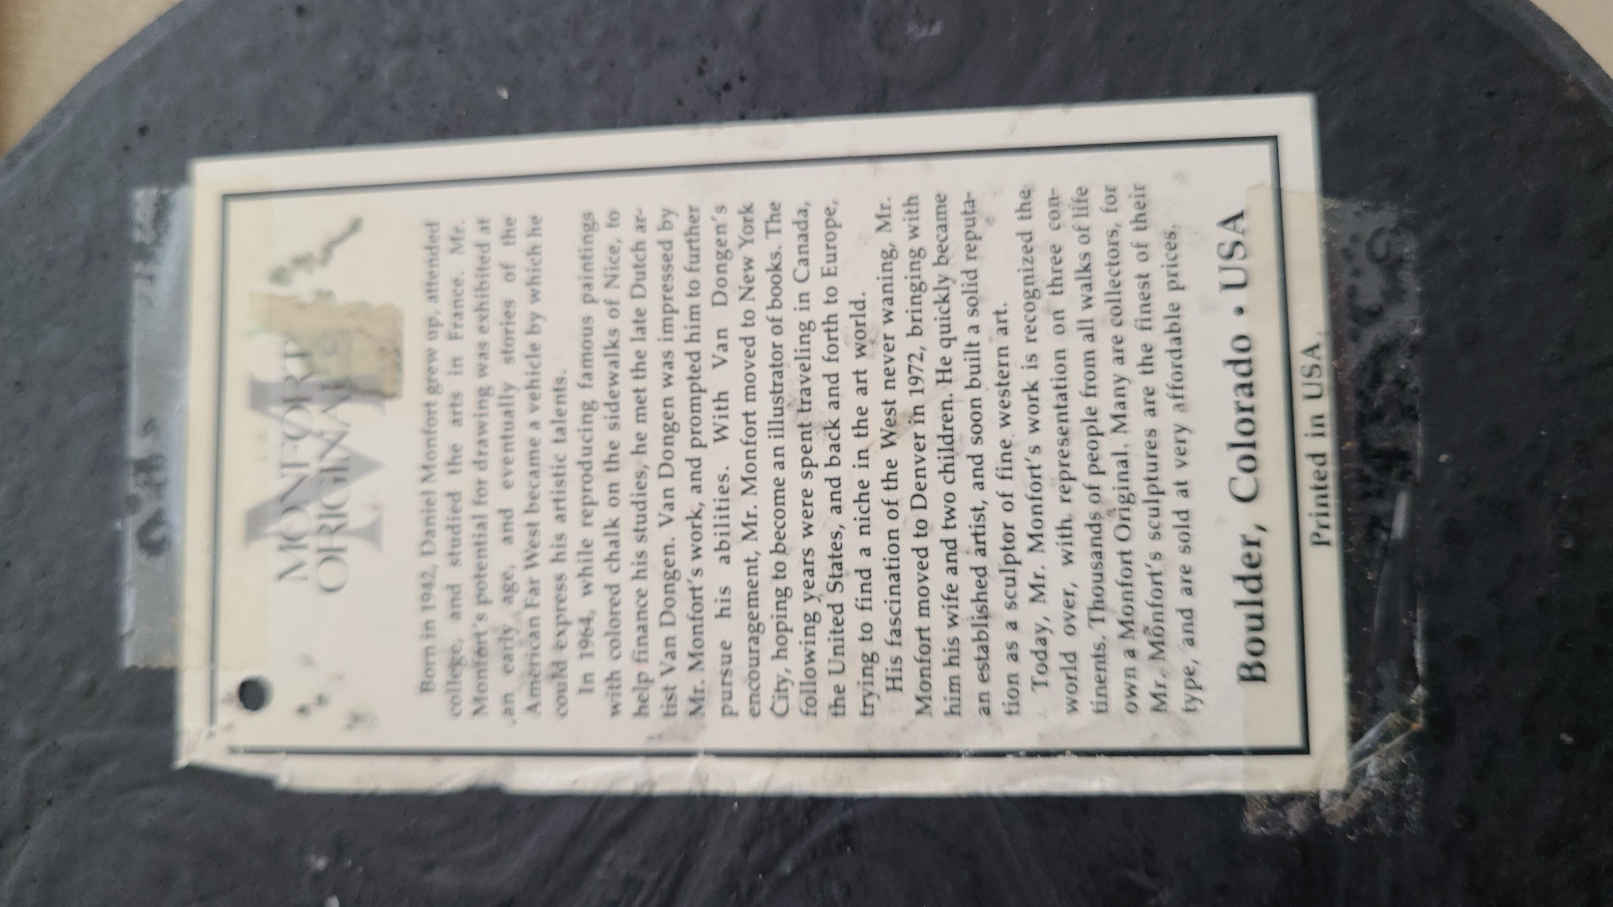 MONFORT
ORIGINAL
Born in 1942, Daniel Monfort grew up, attended
college, and studied the arts in France. Mr.
Monfort's potential for drawing was exhibited at
an early age, and eventually stories of the
American Far West became a vehicle by which he
could express his artistic talents.
In 1964, while reproducing famous paintings
with colored chalk on the sidewalks of Nice, to
help finance his studies, he met the late Dutch ar-
tist Van Dongen. Van Dongen was impressed by
Mr. Monfort's work, and prompted him to further
pursue his abilities. With Van Dongen's
encouragement, Mr. Monfort moved to New York
City, hoping to become an illustrator of books. The
following years were spent traveling in Canada,
the United States, and back and forth to Europe,
trying to find a niche in the art world.
His fascination of the West never waning, Mr.
Monfort moved to Denver in 1972, bringing with
him his wife and two children. He quickly became
an established artist, and soon built a solid reputa-
tion as a sculptor of fine western art.
Today, Mr. Monfort's work is recognized the
world over, with representation on three con-
tinents. Thousands of people from all walks of life
own a Monfort Original. Many are collectors, for
Mr. Monfort's sculptures are the finest of their
type, and are sold at very affordable prices.
Boulder, Colorado • USA
Printed in USA